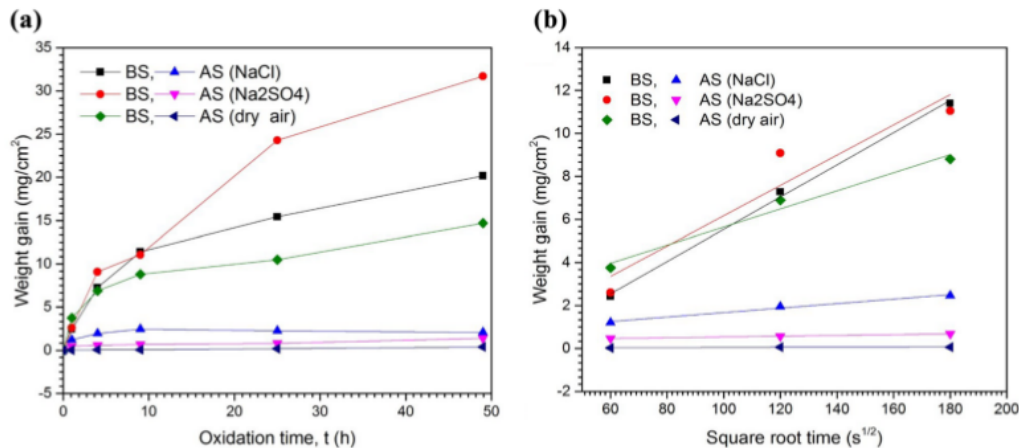 (a)
35
30
25
20
15
10
5
0
-5
Weight gain (mg/cm²)
BS, AS (NaCl)
BS, AS (Na2SO4)
BS, AS (dry air)
0 10 20 30 40 50
Oxidation time, t (h)
(b)
14
12
10
8
6
4
2
0
-2
Weight gain (mg/cm²)
BS, AS (NaCl)
BS, AS (Na2SO4)
BS, AS (dry air)
60 80 100 120 140 160 180 200
Square root time (s^1/2)